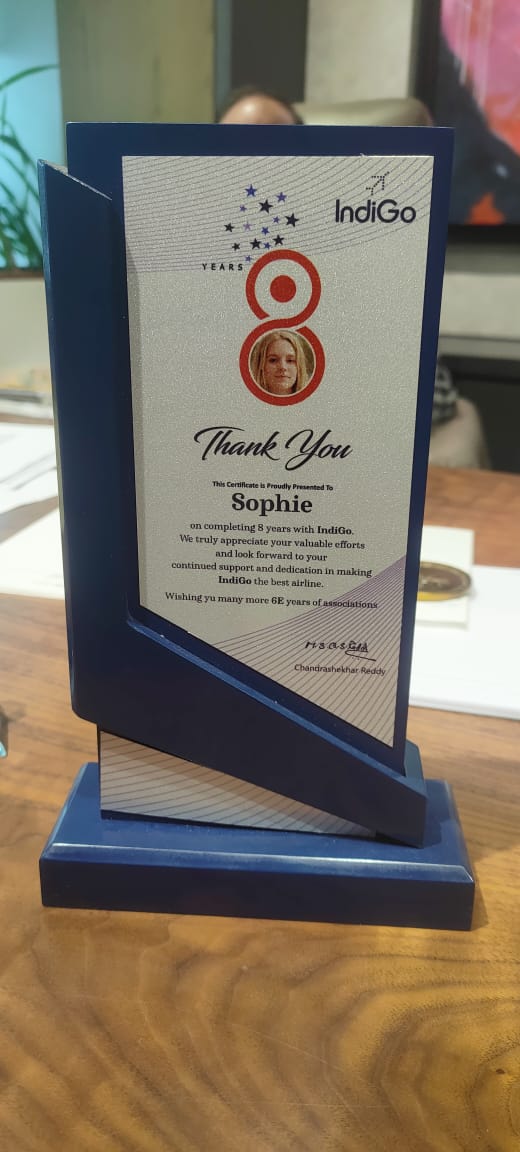 IndiGo
YEARS
8
Thank You
This Certificate is Proudly Presented To
Sophie
on completing 8 years with IndiGo.
We truly appreciate your valuable efforts
and look forward to your
continued support and dedication in making
IndiGo the best airline.
Wishing yu many more 6E years of associations
Chandrashekhar Reddy